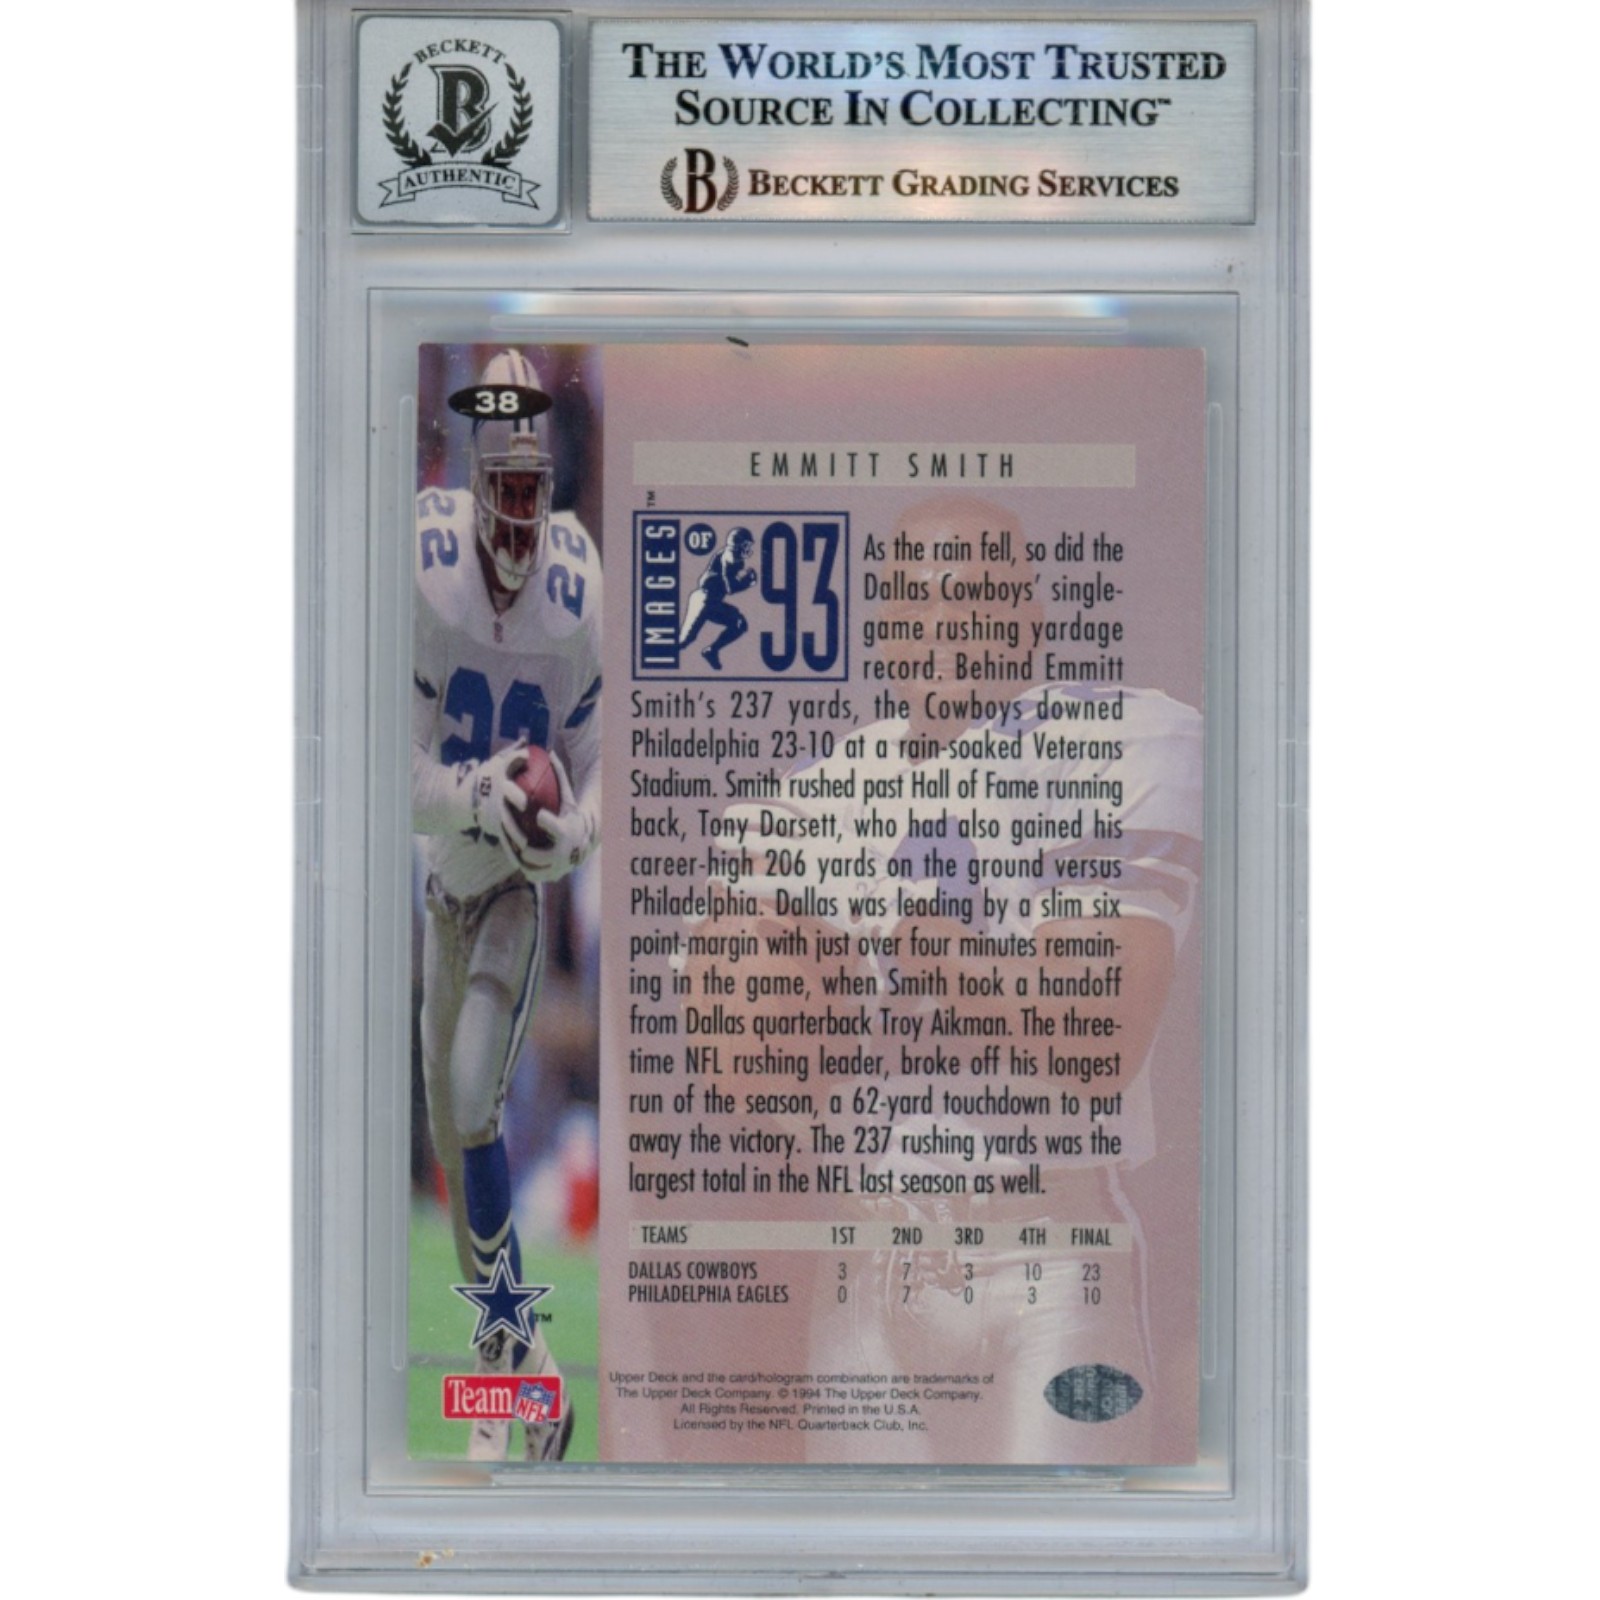 BECKETT
B
AUTHENTIC
THE WORLD'S MOST TRUSTED
SOURCE IN COLLECTING™
B BECKETT GRADING SERVICES
38
EMMITT SMITH
IMAGES OF 93 ™
As the rain fell, so did the
Dallas Cowboys' single-
game rushing yardage
record. Behind Emmitt
Smith's 237 yards, the Cowboys downed
Philadelphia 23-10 at a rain-soaked Veterans
Stadium. Smith rushed past Hall of Fame running
back, Tony Dorsett, who had also gained his
career-high 206 yards on the ground versus
Philadelphia. Dallas was leading by a slim six
point-margin with just over four minutes remain-
ing in the game, when Smith took a handoff
from Dallas quarterback Troy Aikman. The three-
time NFL rushing leader, broke off his longest
run of the season, a 62-yard touchdown to put
away the victory. The 237 rushing yards was the
largest total in the NFL last season as well.
TEAMS 1ST 2ND 3RD 4TH FINAL
DALLAS COWBOYS 3 7 3 10 23
PHILADELPHIA EAGLES 0 7 0 3 10
Upper Deck and the card/hologram combination are trademarks of
The Upper Deck Company. © 1994 The Upper Deck Company.
All Rights Reserved. Printed in the U.S.A.
Licensed by the NFL Quarterback Club, Inc.
22
22
22
™
Team NFL